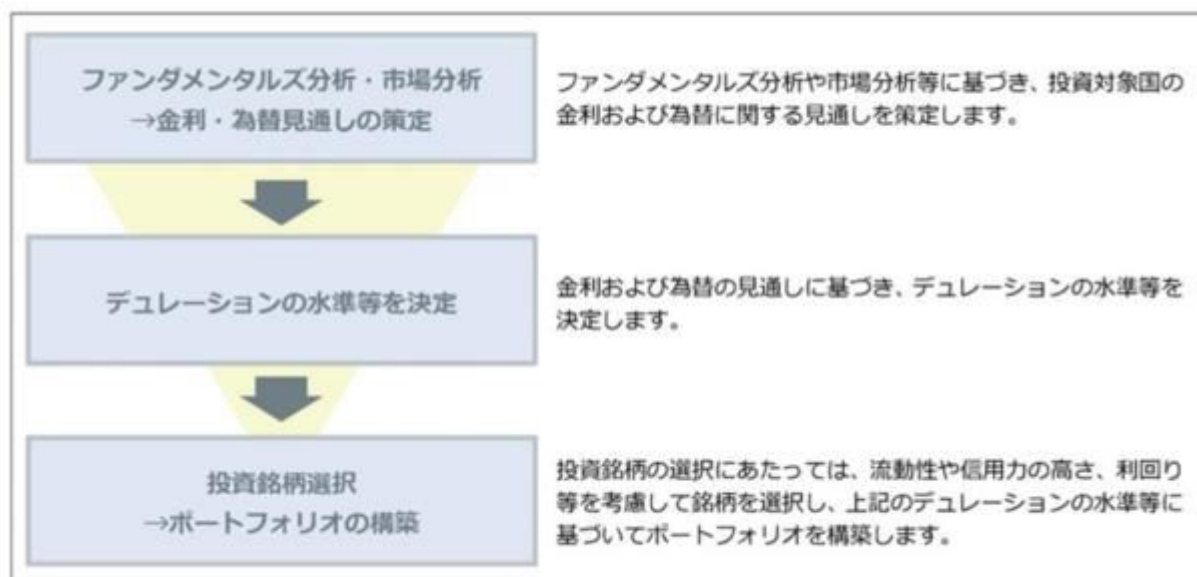 ファンダメンタルズ分析・市場分析
→金利・為替見通しの策定
ファンダメンタルズ分析や市場分析等に基づき、投資対象国の
金利および為替に関する見通しを策定します。
デュレーションの水準等を決定
金利および為替の見通しに基づき、デュレーションの水準等を
決定します。
投資銘柄選択
→ポートフォリオの構築
投資銘柄の選択にあたっては、流動性や信用力の高さ、利回り
等を考慮して銘柄を選択し、上記のデュレーションの水準等に
基づいてポートフォリオを構築します。